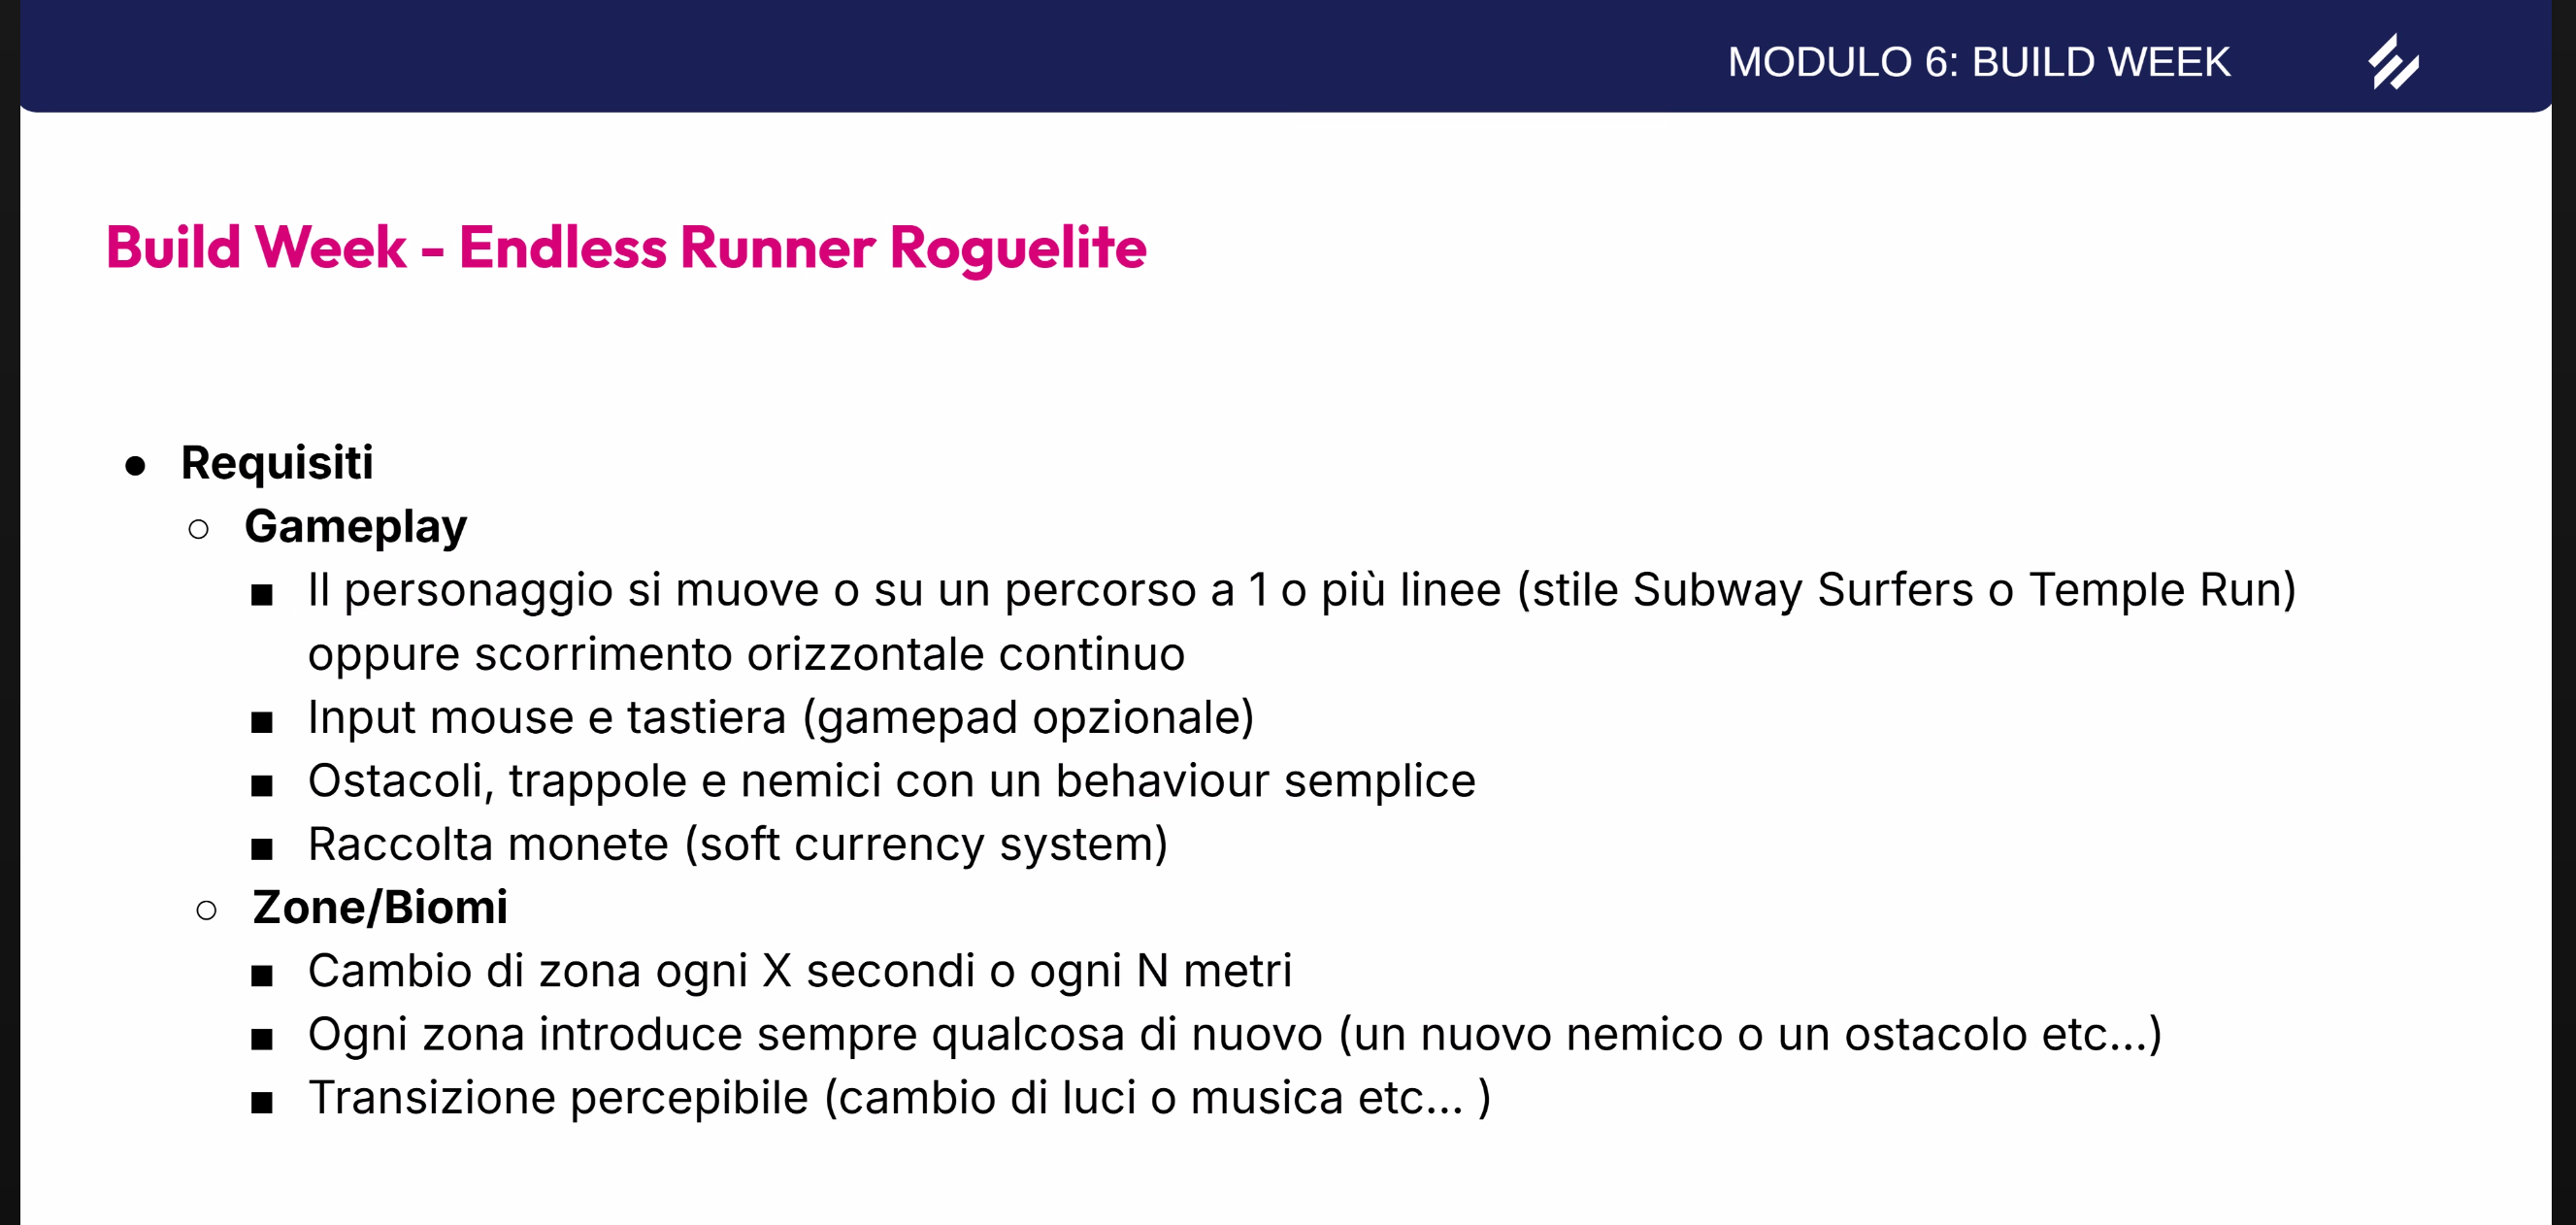 MODULO 6: BUILD WEEK
Build Week - Endless Runner Roguelite
● Requisiti
○ Gameplay
■ Il personaggio si muove o su un percorso a 1 o più linee (stile Subway Surfers o Temple Run)
oppure scorrimento orizzontale continuo
■ Input mouse e tastiera (gamepad opzionale)
■ Ostacoli, trappole e nemici con un behaviour semplice
■ Raccolta monete (soft currency system)
○ Zone/Biomi
■ Cambio di zona ogni X secondi o ogni N metri
■ Ogni zona introduce sempre qualcosa di nuovo (un nuovo nemico o un ostacolo etc...)
■ Transizione percepibile (cambio di luci o musica etc... )